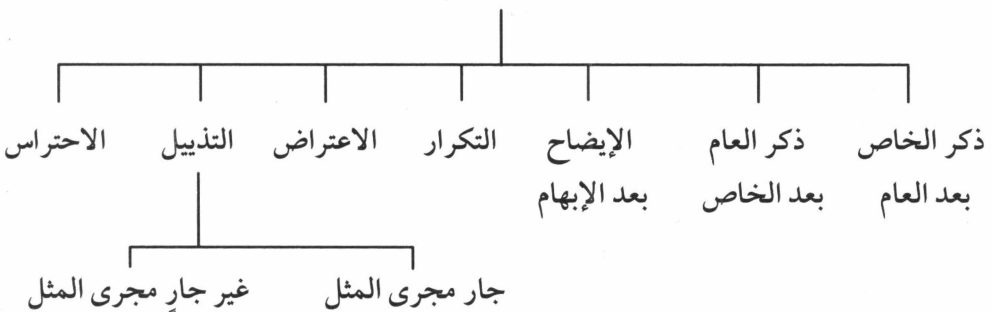 ذكر الخاص بعد العام
ذكر العام بعد الخاص
الإيضاح بعد الإبهام
التكرار
الاعتراض
التذييل
الاحتراس
جار مجرى المثل
غير جارٍ مجرى المثل